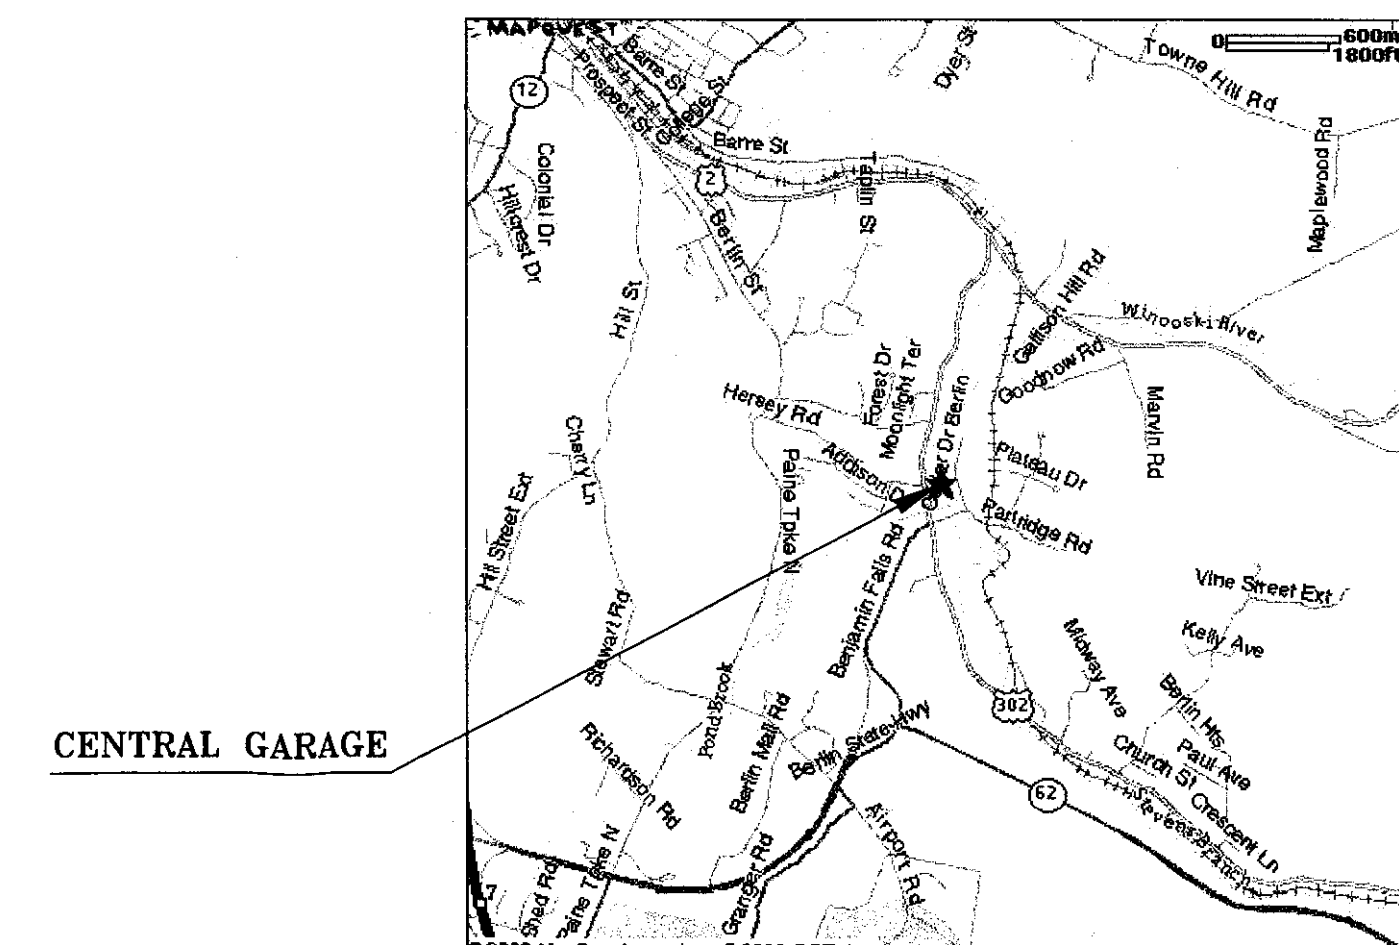 MAPQUEST
0 600m
1800ft
Towne Hill Rd
Dyer St
Barre St
Prospect St
College St
12
Barre St
2
Taplin St
Maplewood Rd
Colonial Dr
Hillcrest Dr
Berlin St
Hill St
Gallison Hill Rd
Winooski River
Goodnow Rd
Forest Dr
Moonlight Ter
Hersey Rd
Berlin
Marvin Rd
Addison D
Plateau Dr
Partridge Rd
Cherry Ln
Paine Tpke N
Hill Street Ext
Benjamin Falls Rd
Vine Street Ext
Stewart Rd
Kelly Ave
Midway Ave
Pond Brook
Berlin Hts
302
CENTRAL GARAGE
Richardson Rd
Berlin Mall Rd
Berlin State Hwy
Church St
Paul Ave
62
Crescent Ln
Stevens Branch
Airport Rd
Granger Rd
Shed Rd
Paine Tpke N
7